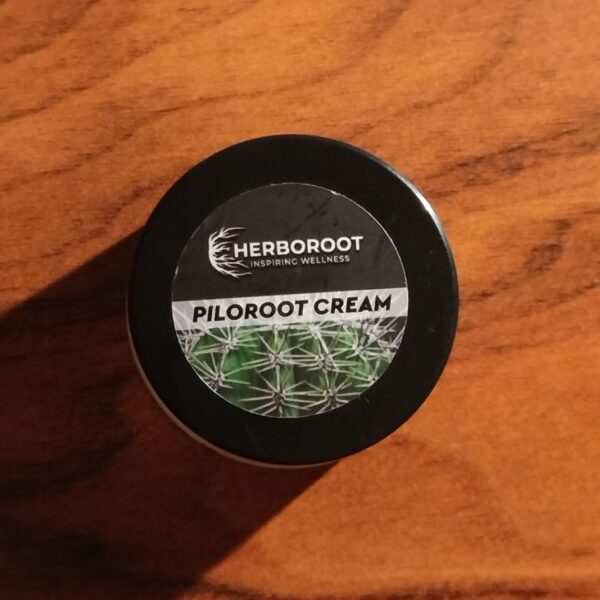 HERBOROOT
INSPIRING WELLNESS
PILOROOT CREAM